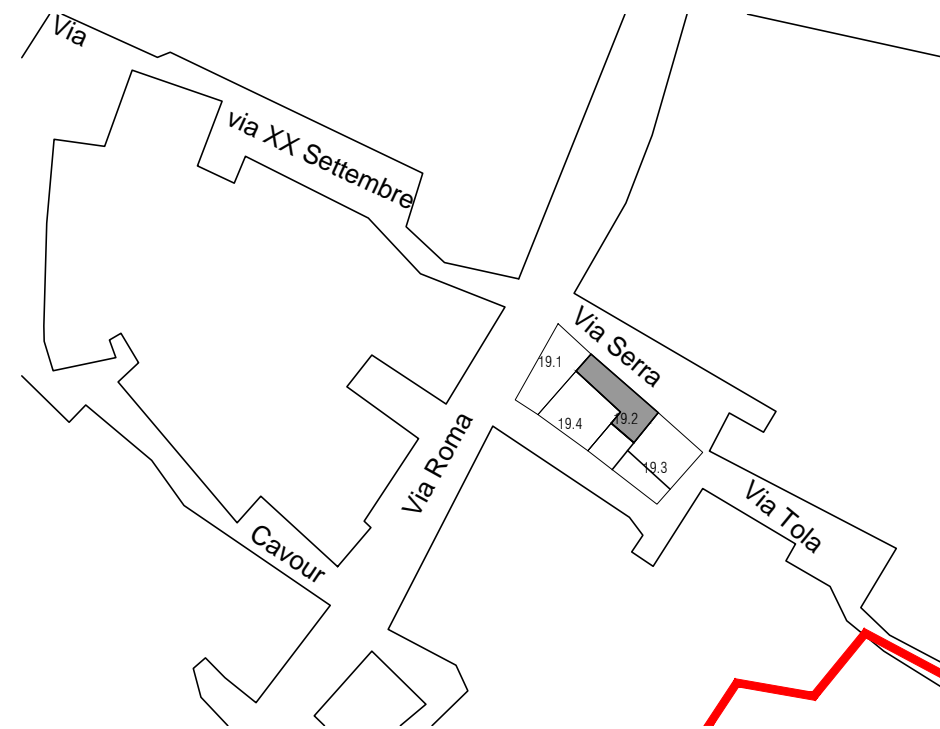 Via
via XX Settembre
Via Serra
19.1
19.2
19.4
19.3
Via Roma
Via Tola
Cavour